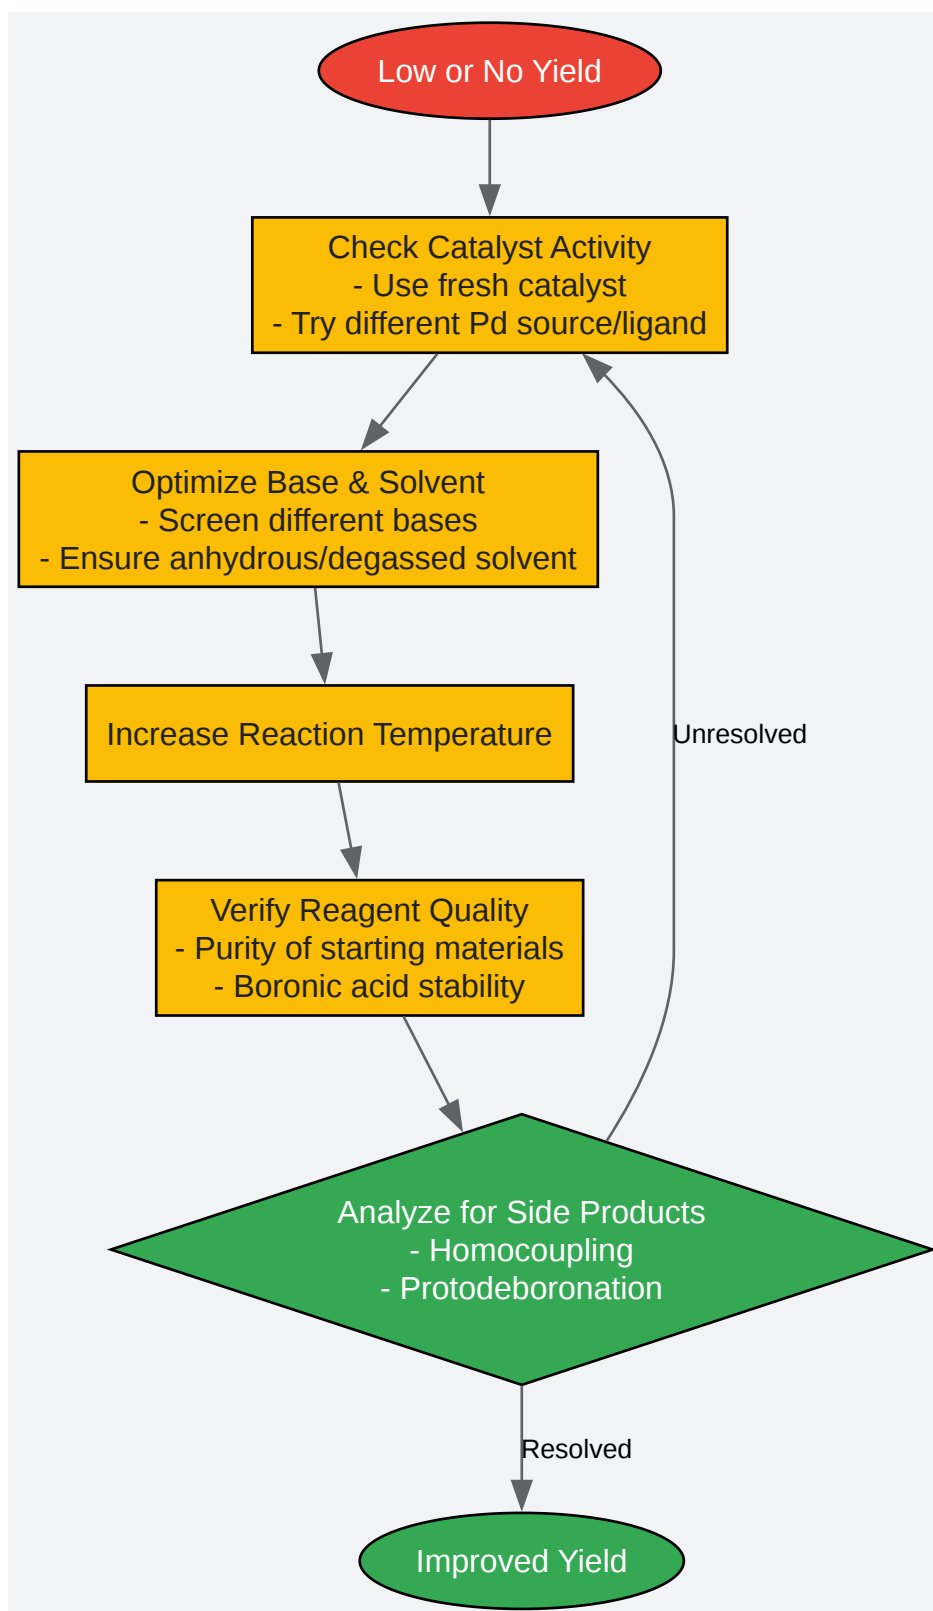 Low or No Yield
Check Catalyst Activity
- Use fresh catalyst
- Try different Pd source/ligand
Optimize Base & Solvent
- Screen different bases
- Ensure anhydrous/degassed solvent
Increase Reaction Temperature
Unresolved
Verify Reagent Quality
- Purity of starting materials
- Boronic acid stability
Analyze for Side Products
- Homocoupling
- Protodeboronation
Resolved
Improved Yield